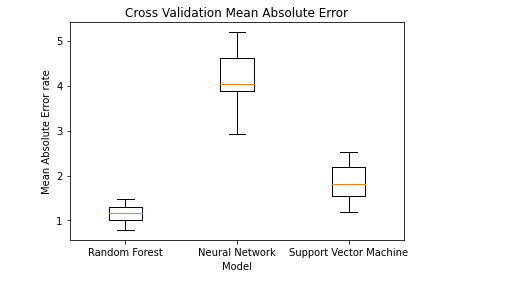 Cross Validation Mean Absolute Error
Mean Absolute Error rate
5
4
3
2
1
Random Forest
Neural Network
Support Vector Machine
Model